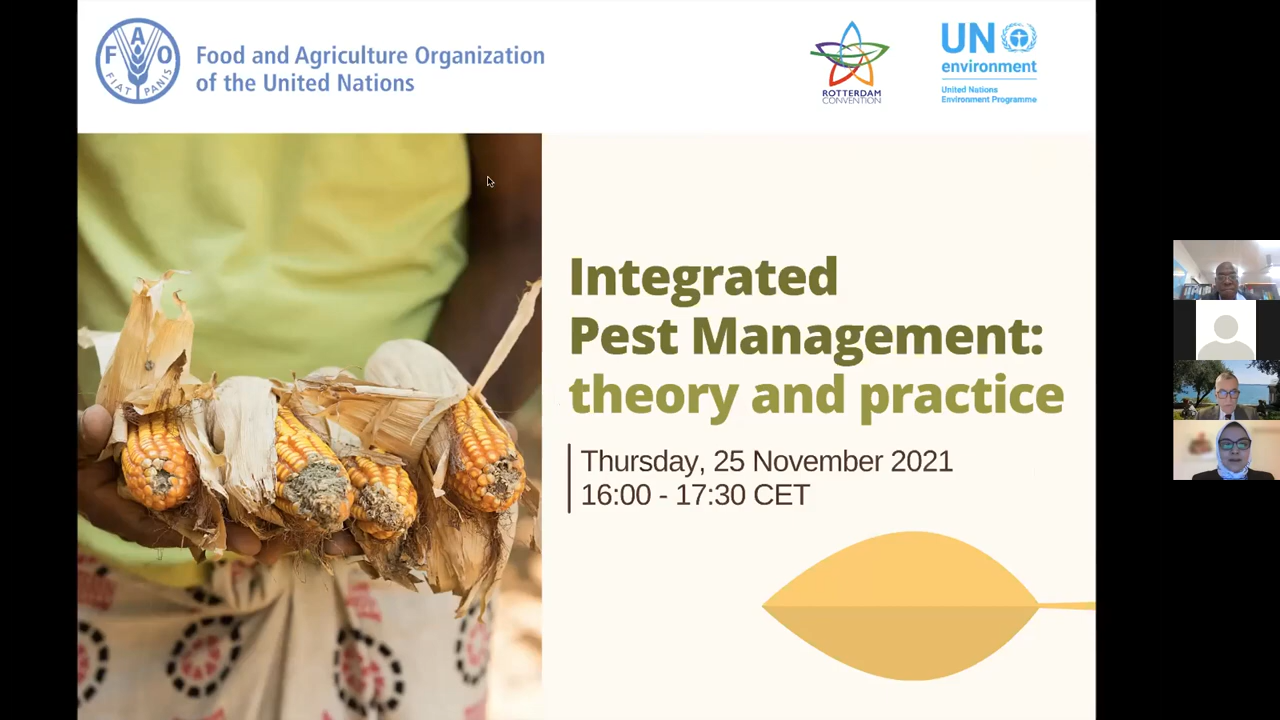 FAO
FIAT PANIS
Food and Agriculture Organization
of the United Nations
ROTTERDAM
CONVENTION
UN
environment
United Nations
Environment Programme
Integrated
Pest Management:
theory and practice
Thursday, 25 November 2021
16:00 - 17:30 CET